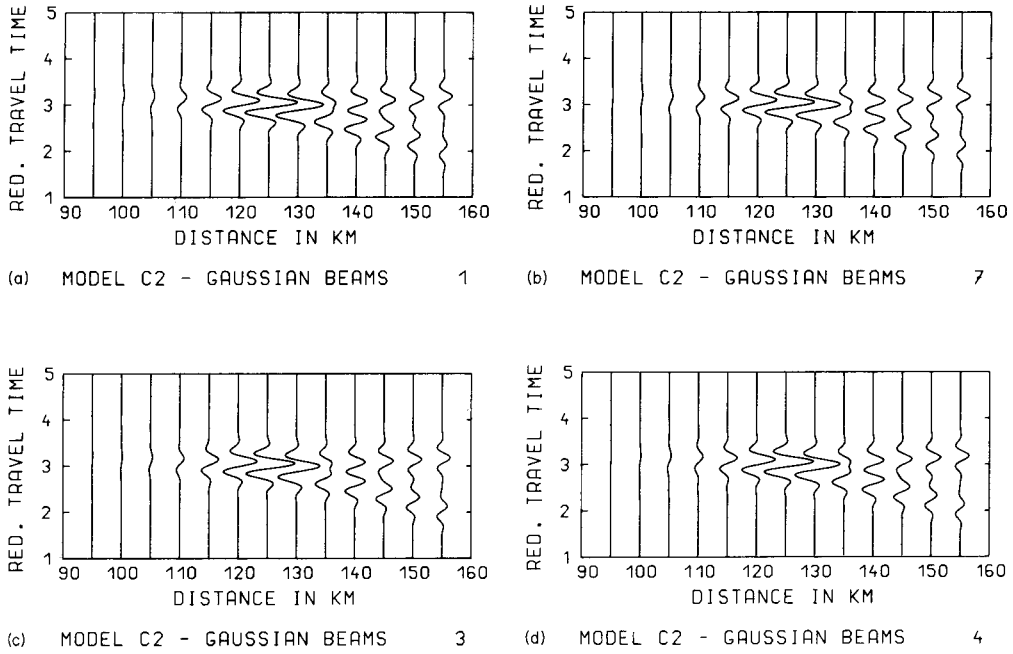 RED. TRAVEL TIME
5
4
3
2
1
90 100 110 120 130 140 150 160
DISTANCE IN KM
(a) MODEL C2 - GAUSSIAN BEAMS 1
RED. TRAVEL TIME
5
4
3
2
1
90 100 110 120 130 140 150 160
DISTANCE IN KM
(b) MODEL C2 - GAUSSIAN BEAMS 7
RED. TRAVEL TIME
5
4
3
2
1
90 100 110 120 130 140 150 160
DISTANCE IN KM
(c) MODEL C2 - GAUSSIAN BEAMS 3
RED. TRAVEL TIME
5
4
3
2
1
90 100 110 120 130 140 150 160
DISTANCE IN KM
(d) MODEL C2 - GAUSSIAN BEAMS 4